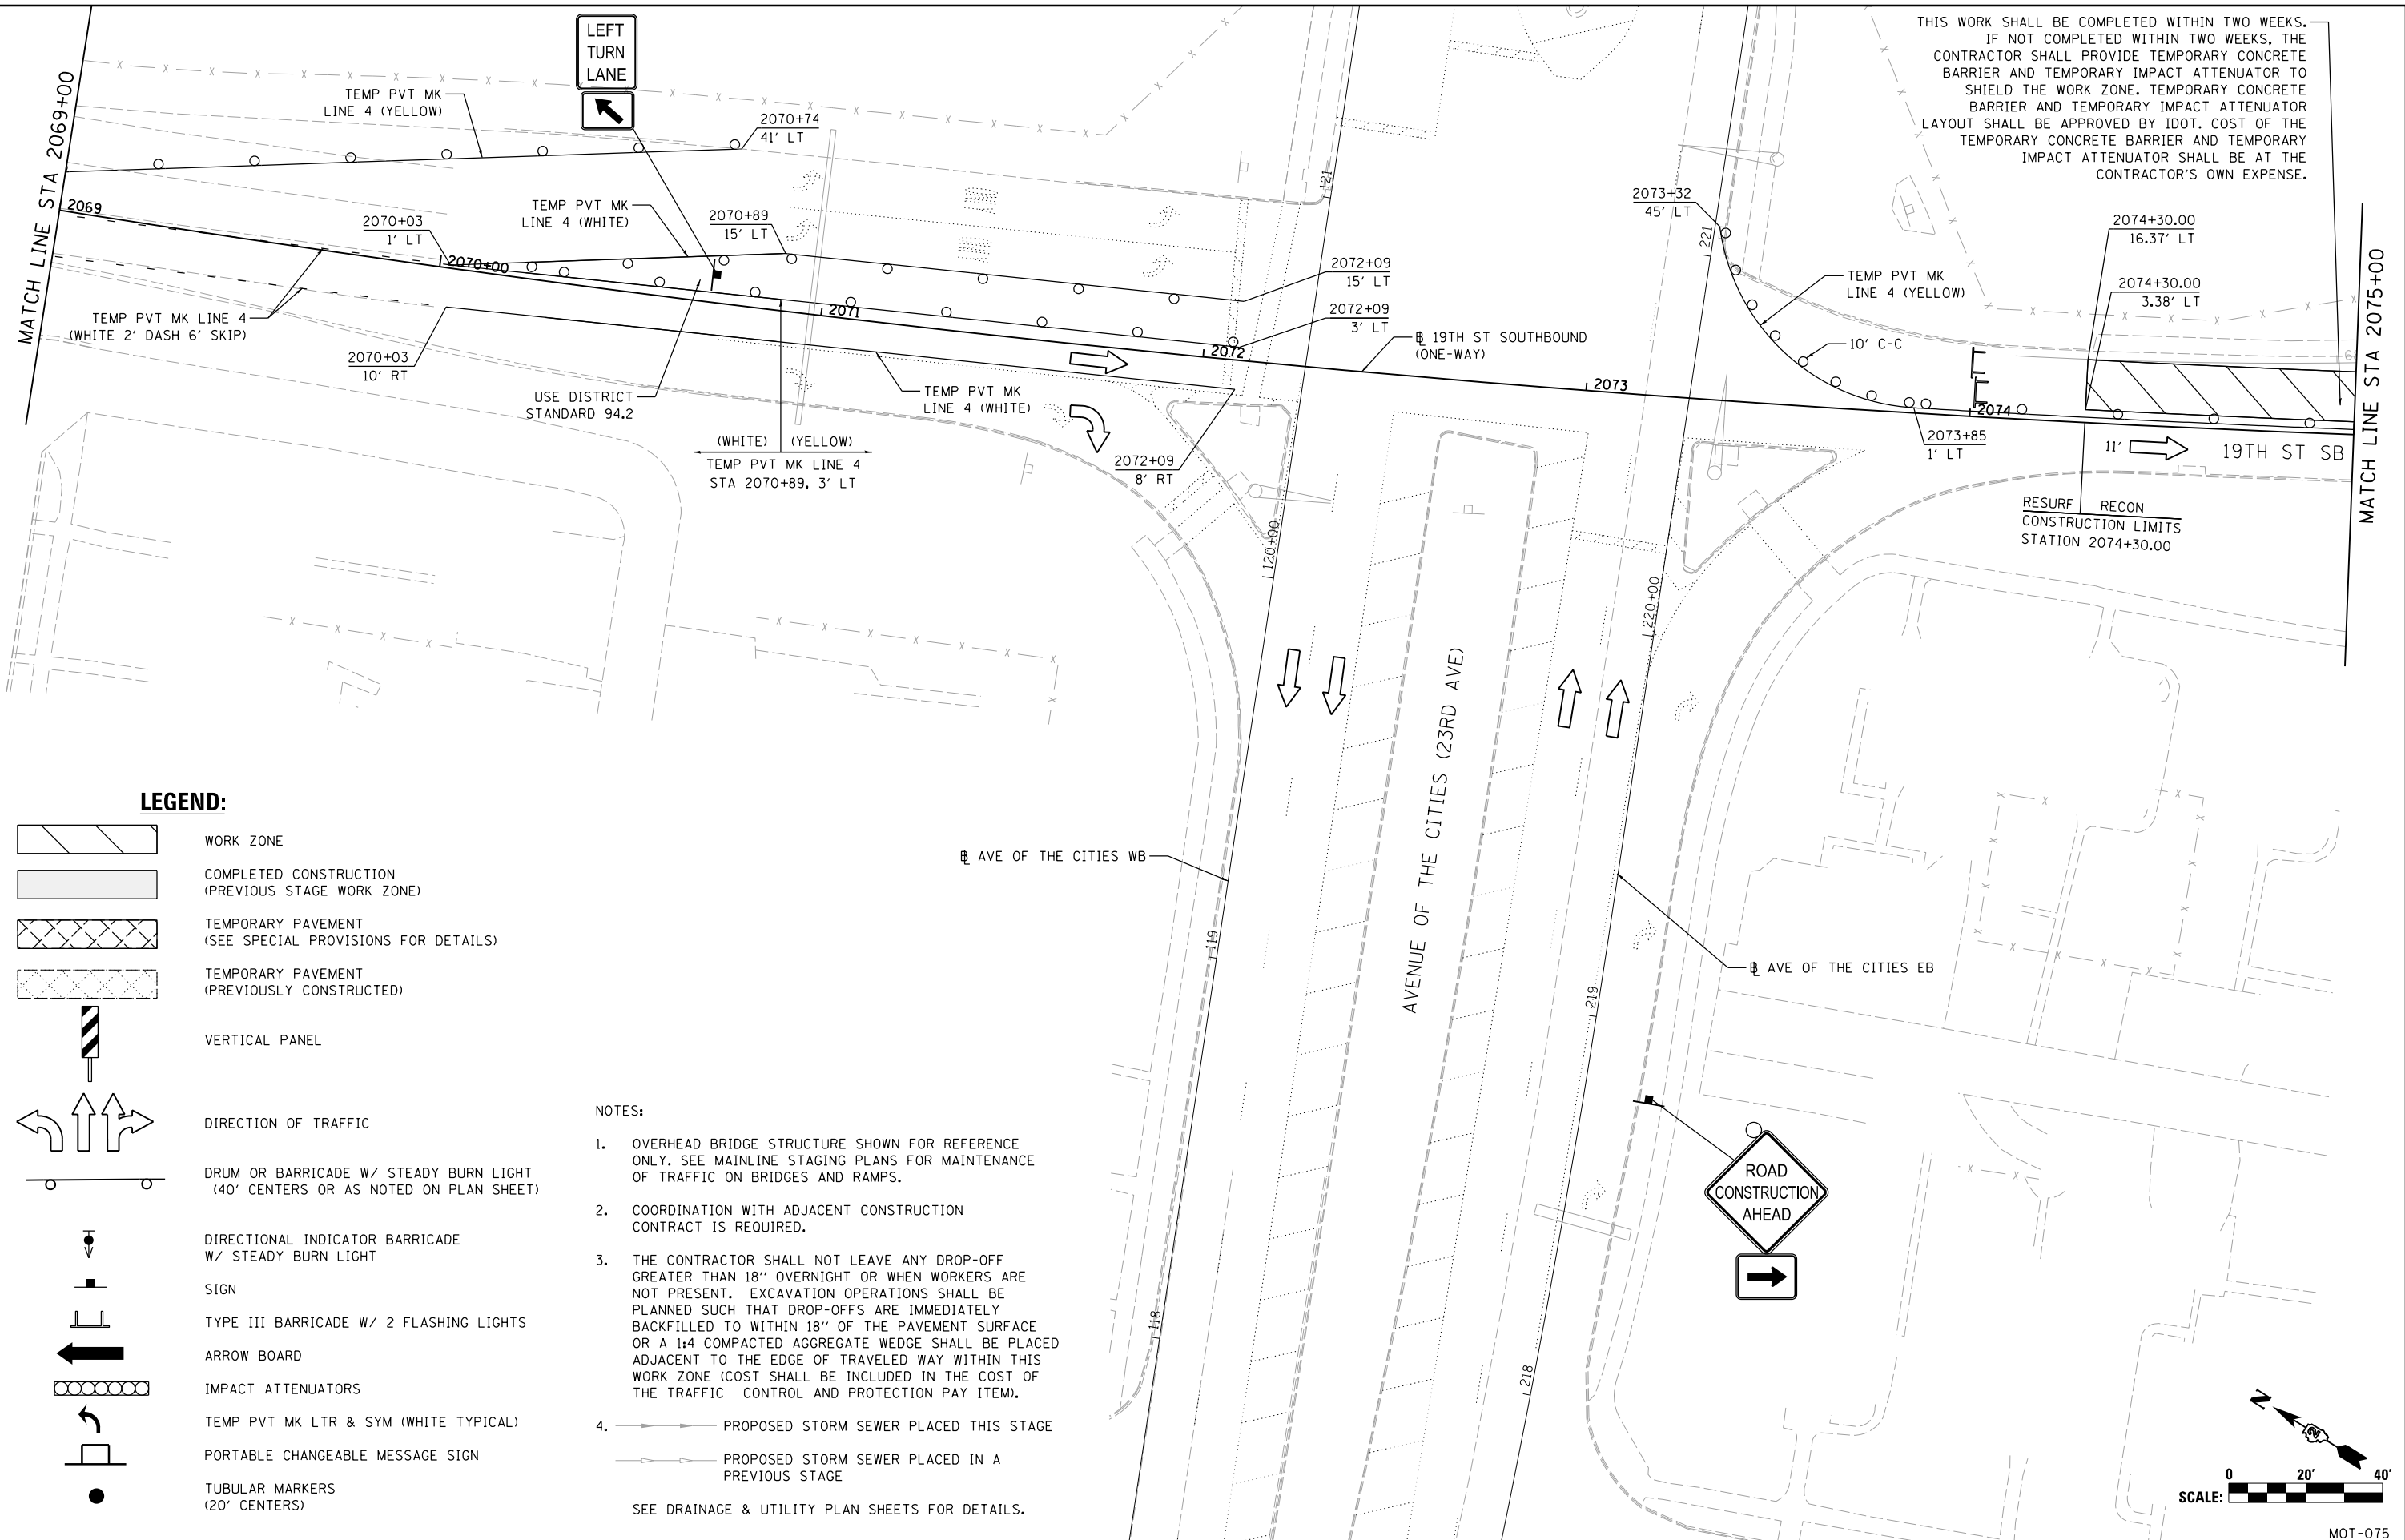 LEFT
TURN
LANE
THIS WORK SHALL BE COMPLETED WITHIN TWO WEEKS.
IF NOT COMPLETED WITHIN TWO WEEKS, THE
CONTRACTOR SHALL PROVIDE TEMPORARY CONCRETE
BARRIER AND TEMPORARY IMPACT ATTENUATOR TO
SHIELD THE WORK ZONE. TEMPORARY CONCRETE
BARRIER AND TEMPORARY IMPACT ATTENUATOR
LAYOUT SHALL BE APPROVED BY IDOT. COST OF THE
TEMPORARY CONCRETE BARRIER AND TEMPORARY
IMPACT ATTENUATOR SHALL BE AT THE
CONTRACTOR'S OWN EXPENSE.
MATCH LINE STA 2069+00
TEMP PVT MK
LINE 4 (YELLOW)
2070+74
41' LT
2069
2070+03
1' LT
TEMP PVT MK
LINE 4 (WHITE)
2070+89
15' LT
2070+00
2071
2072
2073
2074
121
221
2073+32
45' LT
2074+30.00
16.37' LT
2074+30.00
3.38' LT
MATCH LINE STA 2075+00
2072+09
15' LT
2072+09
3' LT
TEMP PVT MK
LINE 4 (YELLOW)
TEMP PVT MK LINE 4
(WHITE 2' DASH 6' SKIP)
2070+03
10' RT
USE DISTRICT
STANDARD 94.2
TEMP PVT MK
LINE 4 (WHITE)
℄ 19TH ST SOUTHBOUND
(ONE-WAY)
10' C-C
(WHITE) (YELLOW)
TEMP PVT MK LINE 4
STA 2070+89, 3' LT
2072+09
8' RT
2073+85
1' LT
11'
19TH ST SB
RESURF RECON
CONSTRUCTION LIMITS
STATION 2074+30.00
120+00
220+00
AVENUE OF THE CITIES (23RD AVE)
℄ AVE OF THE CITIES WB
℄ AVE OF THE CITIES EB
119
219
118
218
ROAD
CONSTRUCTION
AHEAD
LEGEND:
WORK ZONE
COMPLETED CONSTRUCTION
(PREVIOUS STAGE WORK ZONE)
TEMPORARY PAVEMENT
(SEE SPECIAL PROVISIONS FOR DETAILS)
TEMPORARY PAVEMENT
(PREVIOUSLY CONSTRUCTED)
VERTICAL PANEL
DIRECTION OF TRAFFIC
DRUM OR BARRICADE W/ STEADY BURN LIGHT
(40' CENTERS OR AS NOTED ON PLAN SHEET)
DIRECTIONAL INDICATOR BARRICADE
W/ STEADY BURN LIGHT
SIGN
TYPE III BARRICADE W/ 2 FLASHING LIGHTS
ARROW BOARD
IMPACT ATTENUATORS
TEMP PVT MK LTR & SYM (WHITE TYPICAL)
PORTABLE CHANGEABLE MESSAGE SIGN
TUBULAR MARKERS
(20' CENTERS)
NOTES:
1. OVERHEAD BRIDGE STRUCTURE SHOWN FOR REFERENCE
ONLY. SEE MAINLINE STAGING PLANS FOR MAINTENANCE
OF TRAFFIC ON BRIDGES AND RAMPS.
2. COORDINATION WITH ADJACENT CONSTRUCTION
CONTRACT IS REQUIRED.
3. THE CONTRACTOR SHALL NOT LEAVE ANY DROP-OFF
GREATER THAN 18" OVERNIGHT OR WHEN WORKERS ARE
NOT PRESENT. EXCAVATION OPERATIONS SHALL BE
PLANNED SUCH THAT DROP-OFFS ARE IMMEDIATELY
BACKFILLED TO WITHIN 18" OF THE PAVEMENT SURFACE
OR A 1:4 COMPACTED AGGREGATE WEDGE SHALL BE PLACED
ADJACENT TO THE EDGE OF TRAVELED WAY WITHIN THIS
WORK ZONE (COST SHALL BE INCLUDED IN THE COST OF
THE TRAFFIC CONTROL AND PROTECTION PAY ITEM).
4. PROPOSED STORM SEWER PLACED THIS STAGE
PROPOSED STORM SEWER PLACED IN A
PREVIOUS STAGE
SEE DRAINAGE & UTILITY PLAN SHEETS FOR DETAILS.
N
2
0 20' 40'
SCALE:
MOT-075